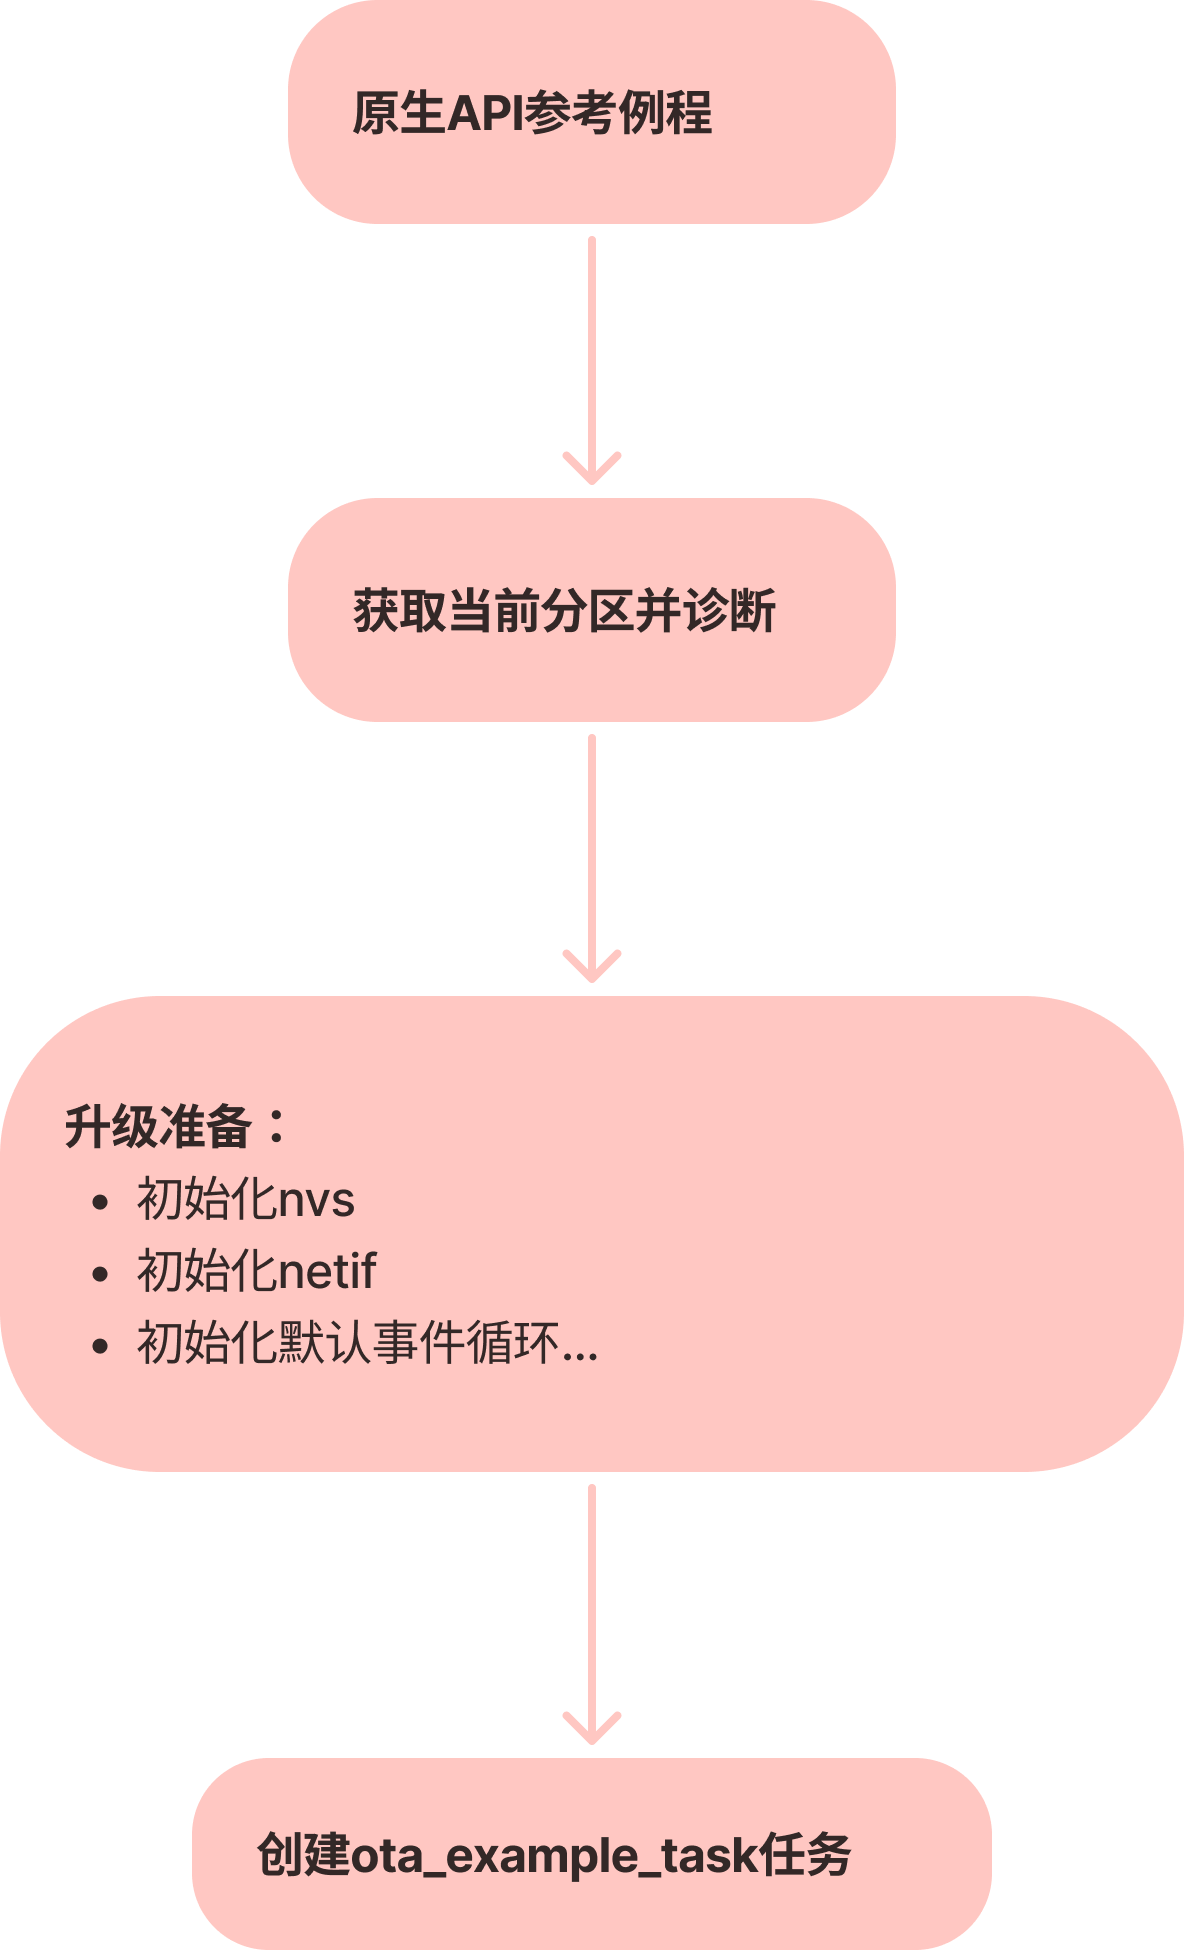 原生API参考例程
获取当前分区并诊断
升级准备：
• 初始化nvs
• 初始化netif
• 初始化默认事件循环...
创建ota_example_task任务